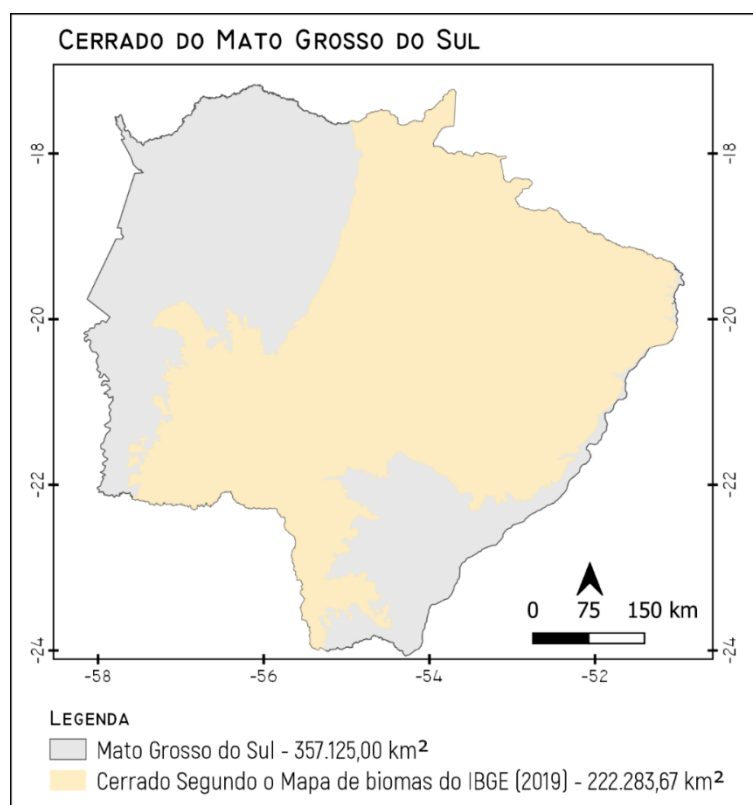 CERRADO DO MATO GROSSO DO SUL
-18
-18
-20
-20
-22
-22
-24
-24
0 75 150 km
-58 -56 -54 -52
LEGENDA
Mato Grosso do Sul - 357.125,00 km²
Cerrado Segundo o Mapa de biomas do IBGE (2019) - 222.283,67 km²